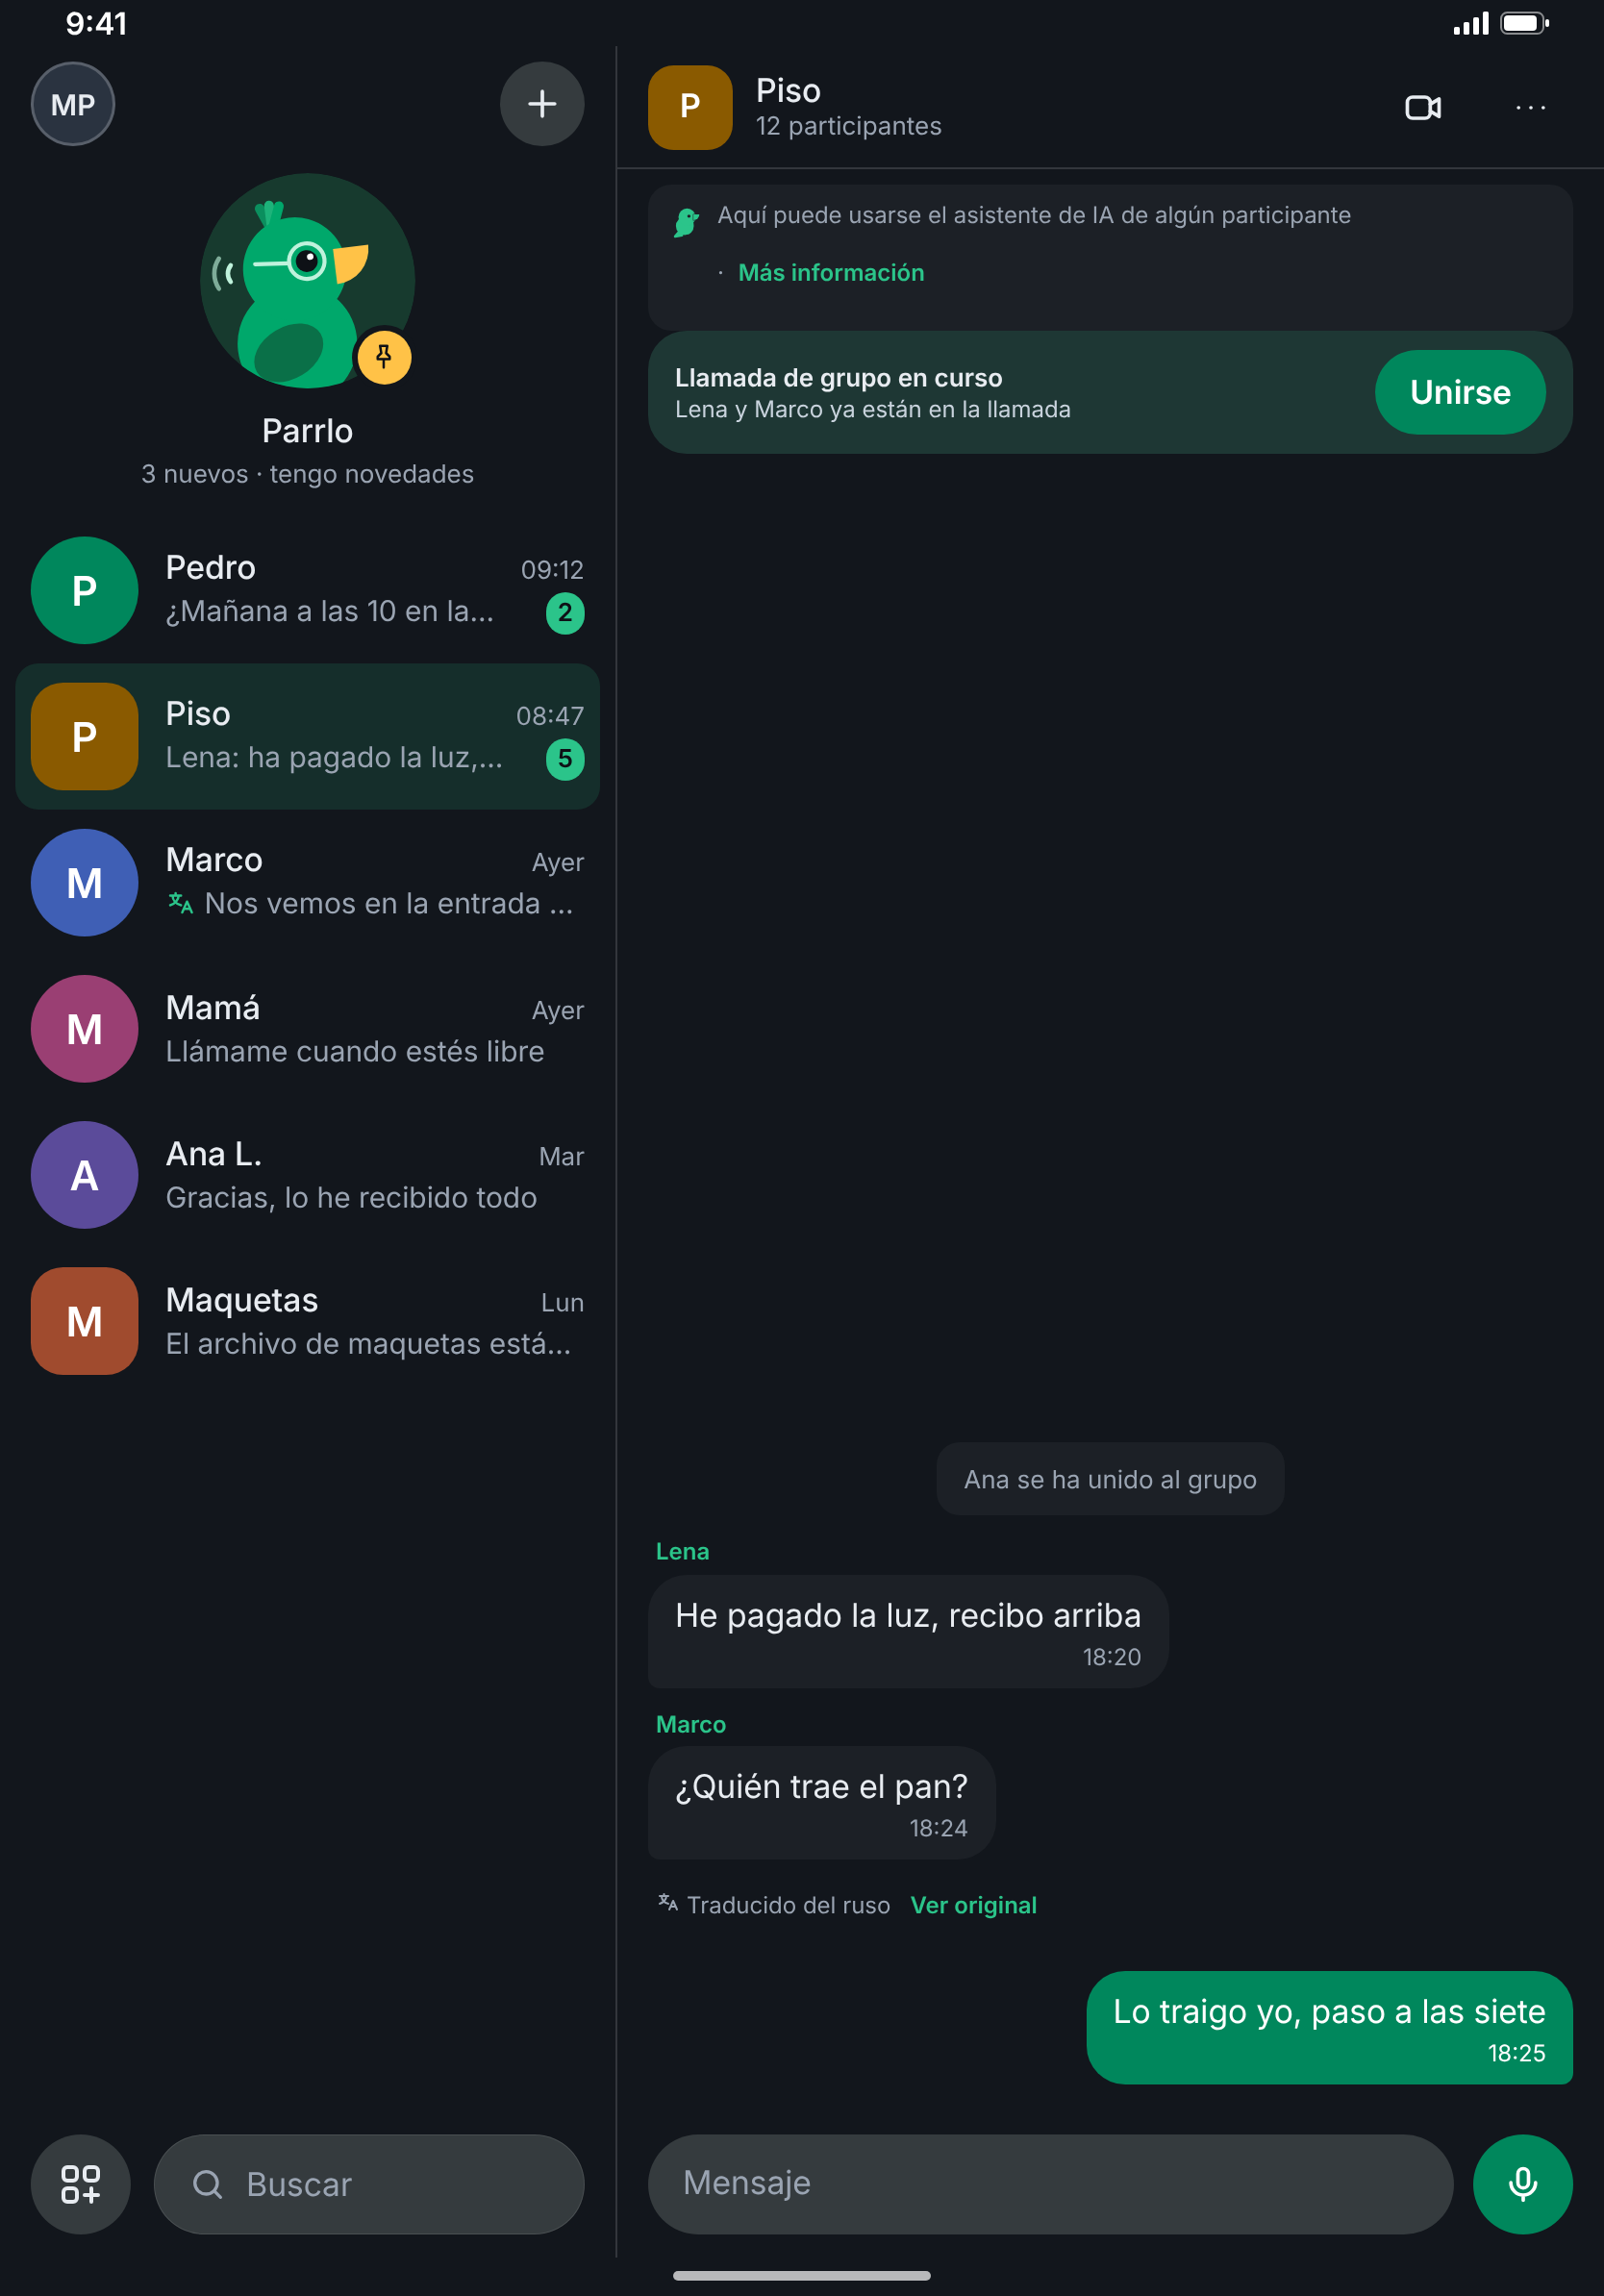 9:41
MP
Parrlo
3 nuevos · tengo novedades
P
Pedro
09:12
¿Mañana a las 10 en la...
2
P
Piso
08:47
Lena: ha pagado la luz,...
5
M
Marco
Ayer
Nos vemos en la entrada ...
M
Mamá
Ayer
Llámame cuando estés libre
A
Ana L.
Mar
Gracias, lo he recibido todo
M
Maquetas
Lun
El archivo de maquetas está...
Buscar
P
Piso
12 participantes
Aquí puede usarse el asistente de IA de algún participante
· Más información
Llamada de grupo en curso
Lena y Marco ya están en la llamada
Unirse
Ana se ha unido al grupo
Lena
He pagado la luz, recibo arriba
18:20
Marco
¿Quién trae el pan?
18:24
Traducido del ruso Ver original
Lo traigo yo, paso a las siete
18:25
Mensaje